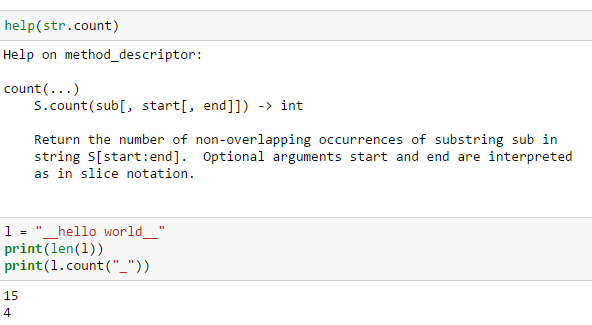 help(str.count)
Help on method_descriptor:
count(...)
S.count(sub[, start[, end]]) -> int
Return the number of non-overlapping occurrences of substring sub in
string S[start:end].  Optional arguments start and end are interpreted
as in slice notation.
l = "__hello world__"
print(len(l))
print(l.count("_"))
15
4